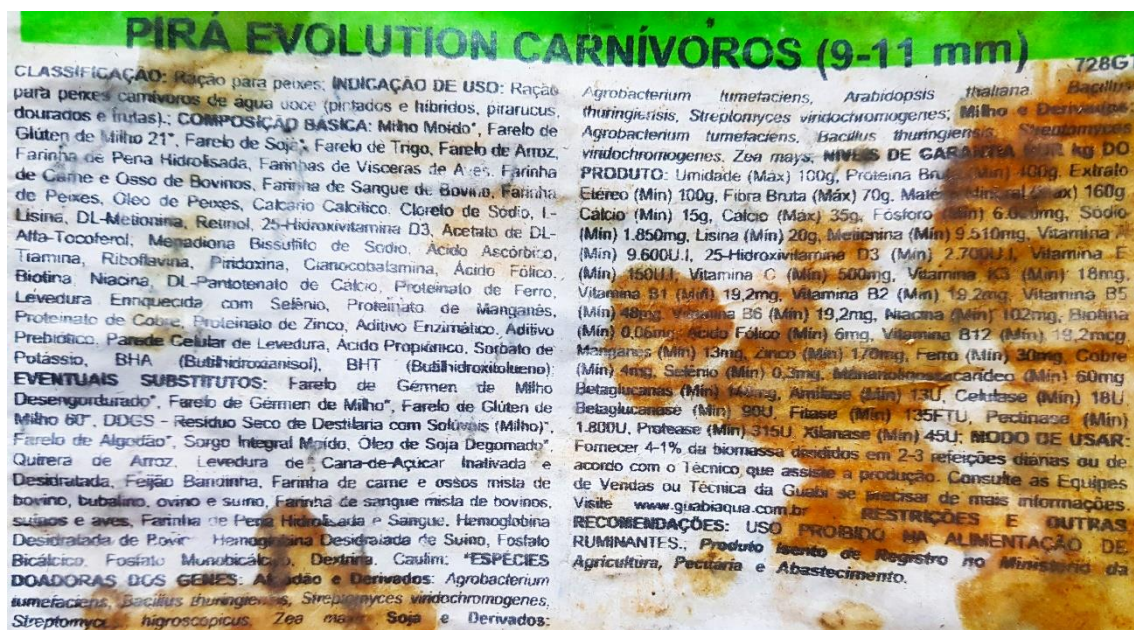 PIRÁ EVOLUTION CARNÍVOROS (9-11 mm)
728G
CLASSIFICAÇÃO: Ração para peixes; INDICAÇÃO DE USO: Ração
para peixes carnívoros de água doce (pintados e híbridos, pirarucus,
dourados e trutas).; COMPOSIÇÃO BÁSICA: Milho Moído*, Farelo de
Glúten de Milho 21*, Farelo de Soja*, Farelo de Trigo, Farelo de Arroz,
Farinha de Pena Hidrolisada, Farinhas de Vísceras de Aves, Farinha
de Carne e Osso de Bovinos, Farinha de Sangue de Bovino, Farinha
de Peixes, Óleo de Peixes, Calcário Calcítico, Cloreto de Sódio, L-
Lisina, DL-Metionina, Retinol, 25-Hidroxivitamina D3, Acetato de DL-
Alfa-Tocoferol, Menadiona Bissulfito de Sódio, Ácido Ascórbico,
Tiamina, Riboflavina, Piridoxina, Cianocobalamina, Ácido Fólico,
Biotina Niacina, DL-Pantotenato de Cálcio, Proteinato de Ferro,
Levedura Enriquecida com Selênio, Proteinato de Manganês,
Proteinato de Cobre, Proteinato de Zinco, Aditivo Enzimático, Aditivo
Prebiótico, Parede Celular de Levedura, Ácido Propiônico, Sorbato de
Potássio, BHA (Butilhidroxianisol), BHT (Butilhidroxitolueno);
EVENTUAIS SUBSTITUTOS: Farelo de Gérmen de Milho
Desengordurado*, Farelo de Gérmen de Milho*, Farelo de Glúten de
Milho 60*, DDGS - Resíduo Seco de Destilaria com Solúveis (Milho)*,
Farelo de Algodão*, Sorgo Integral Moído, Óleo de Soja Degomado*,
Quirera de Arroz, Levedura de Cana-de-Açúcar Inativada e
Desidratada, Feijão Bandinha, Farinha de carne e ossos mista de
bovino, bubalino, ovino e suíno, Farinha de sangue mista de bovinos,
suínos e aves, Farinha de Pena Hidrolisada e Sangue, Hemoglobina
Desidratada de Bovino, Hemoglobina Desidratada de Suíno, Fosfato
Bicálcico, Fosfato Monobicálcico, Dextrina, Caulim; *ESPÉCIES
DOADORAS DOS GENES: Algodão e Derivados: Agrobacterium
tumefaciens, Bacillus thuringiensis, Streptomyces viridochromogenes,
Streptomyces higroscopicus, Zea mays; Soja e Derivados:
Agrobacterium tumefaciens, Arabidopsis thaliana, Bacillus
thuringiensis, Streptomyces viridochromogenes; Milho e Derivados:
Agrobacterium tumefaciens, Bacillus thuringiensis, Streptomyces
viridochromogenes, Zea mays; NÍVEIS DE GARANTIA POR kg DO
PRODUTO: Umidade (Máx) 100g, Proteína Bruta (Mín) 400g, Extrato
Etéreo (Mín) 100g, Fibra Bruta (Máx) 70g, Matéria Mineral (Máx) 160g
Cálcio (Mín) 15g, Cálcio (Máx) 35g, Fósforo (Mín) Sódio
(Mín) 1.850mg, Lisina (Mín) 20g, Metionina (Mín) 9.510mg, Vitamina A
(Mín) 9.600U.I, 25-Hidroxivitamina D3 (Mín) 2.700U.I, Vitamina E
(Mín) 150U.I, Vitamina C (Mín) 500mg, Vitamina K3 (Mín) 18mg,
Vitamina B1 (Mín) 19,2mg, Vitamina B2 (Mín) 19,2mg, Vitamina B5
(Mín) 48mg, Vitamina B6 (Mín) 19,2mg, Niacina (Mín) 102mg, Biotina
(Mín) 0,06mg, Ácido Fólico (Mín) 6mg, Vitamina B12 (Mín) 19,2mcg,
Manganês (Mín) 13mg, Zinco (Mín) 170mg, Ferro (Mín) 30mg, Cobre
(Mín) 4mg, Selênio (Mín) 0,3mg, Mananoligossacarídeo (Mín) 60mg
Betaglucanas (Mín) Amilase (Mín) 13U, Celulase (Mín) 18U,
Betaglucanase (Mín) 90U, Fitase (Mín) 135FTU, Pectinase (Mín)
1.800U, Protease (Mín) 315U, Xilanase (Mín) 45U; MODO DE USAR:
Fornecer 4-1% da biomassa divididos em 2-3 refeições diárias ou de
acordo com o Técnico que assiste a produção. Consulte as Equipes
de Vendas ou Técnica da Guabi se precisar de mais informações.
Visite www.guabiaqua.com.br RESTRIÇÕES E OUTRAS
RECOMENDAÇÕES: USO PROIBIDO NA ALIMENTAÇÃO DE
RUMINANTES.; Produto Isento de Registro no Ministério da
Agricultura, Pecuária e Abastecimento.